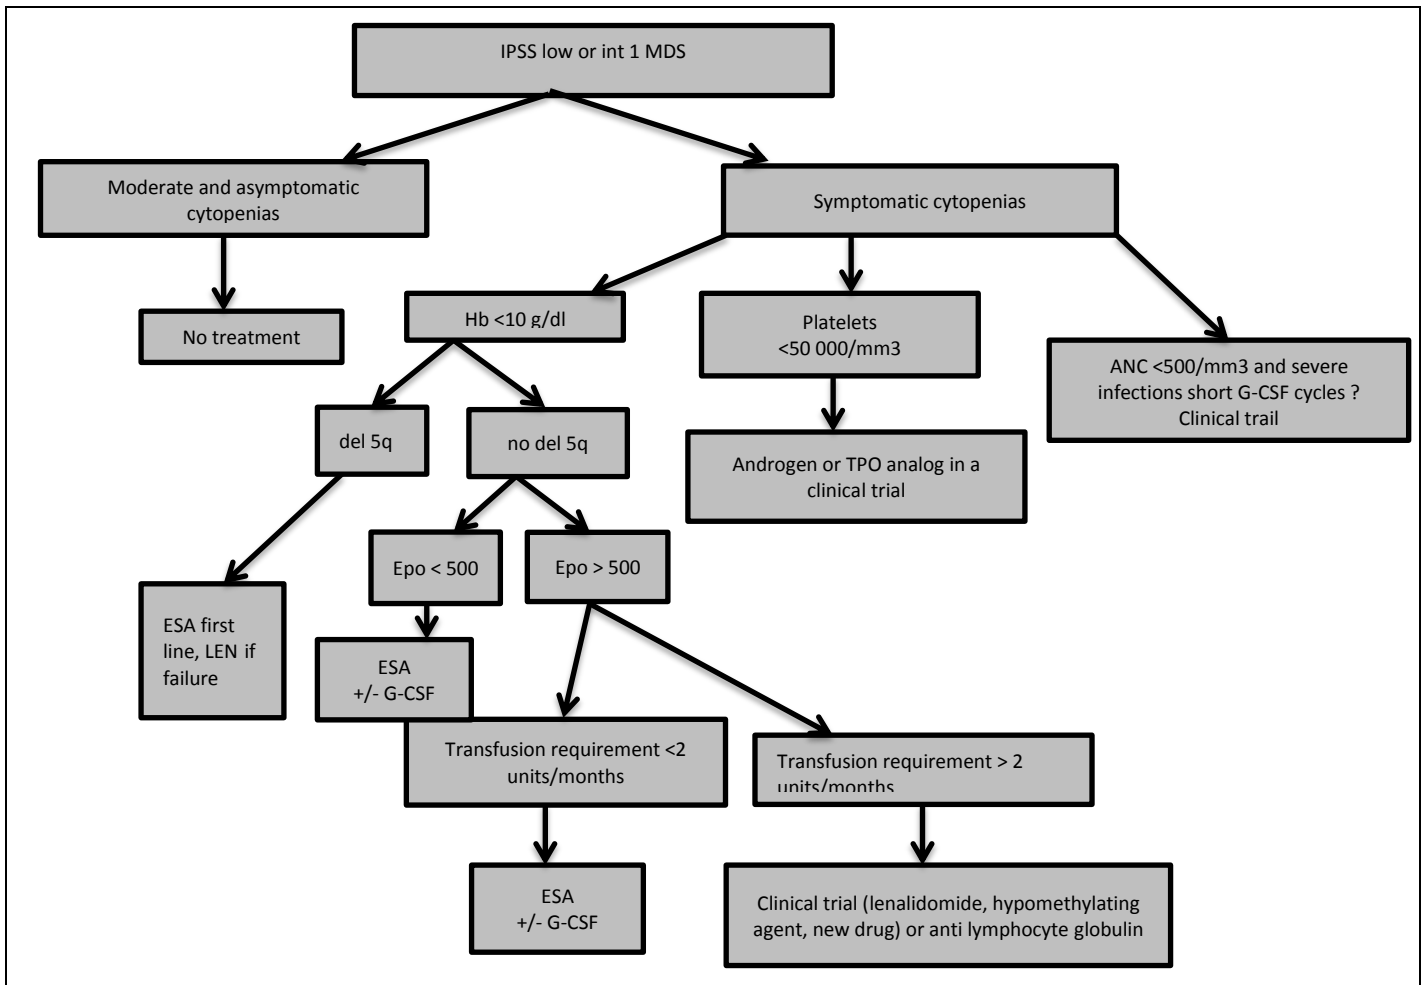 IPSS low or int 1 MDS
Moderate and asymptomatic
cytopenias
Symptomatic cytopenias
No treatment
Hb <10 g/dl
Platelets
<50 000/mm3
ANC <500/mm3 and severe
infections short G-CSF cycles ?
Clinical trail
del 5q
no del 5q
Androgen or TPO analog in a
clinical trial
Epo < 500
Epo > 500
ESA first
line, LEN if
failure
ESA
+/- G-CSF
Transfusion requirement <2
units/months
Transfusion requirement > 2
units/months
ESA
+/- G-CSF
Clinical trial (lenalidomide, hypomethylating
agent, new drug) or anti lymphocyte globulin